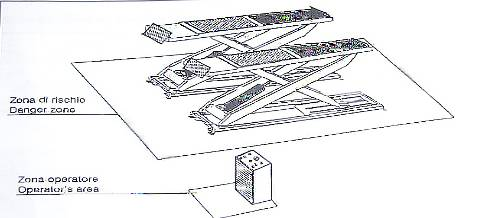 Zona di rischio
Danger zone
Zona operatore
Operator's area